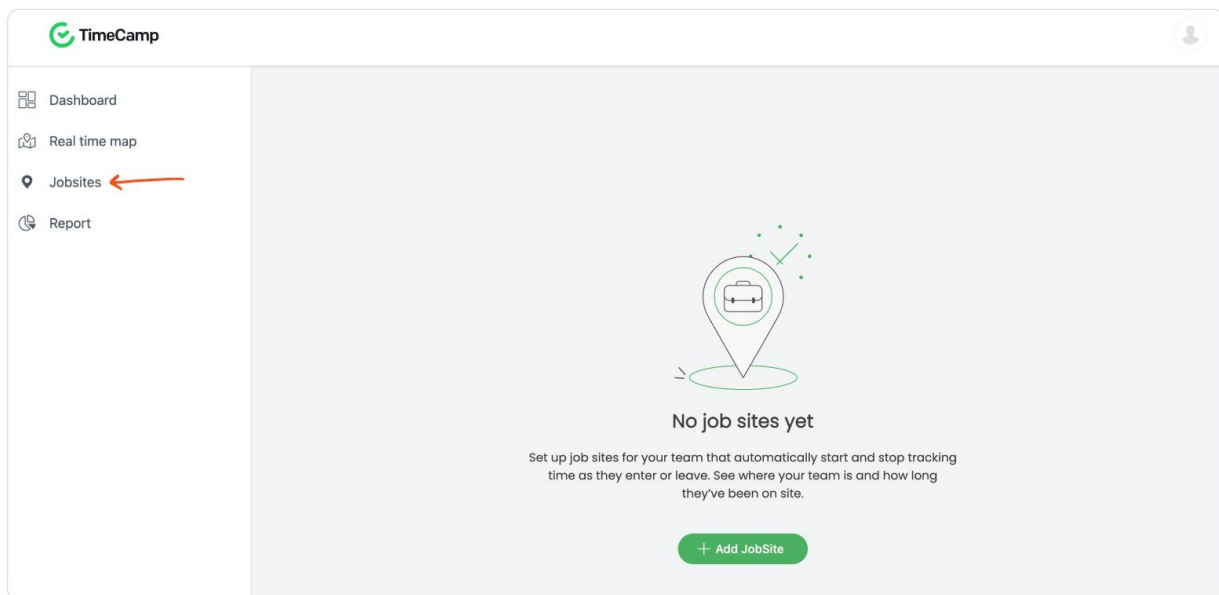 TimeCamp
Dashboard
Real time map
Jobsites
Report
No job sites yet
Set up job sites for your team that automatically start and stop tracking
time as they enter or leave. See where your team is and how long
they've been on site.
+ Add JobSite